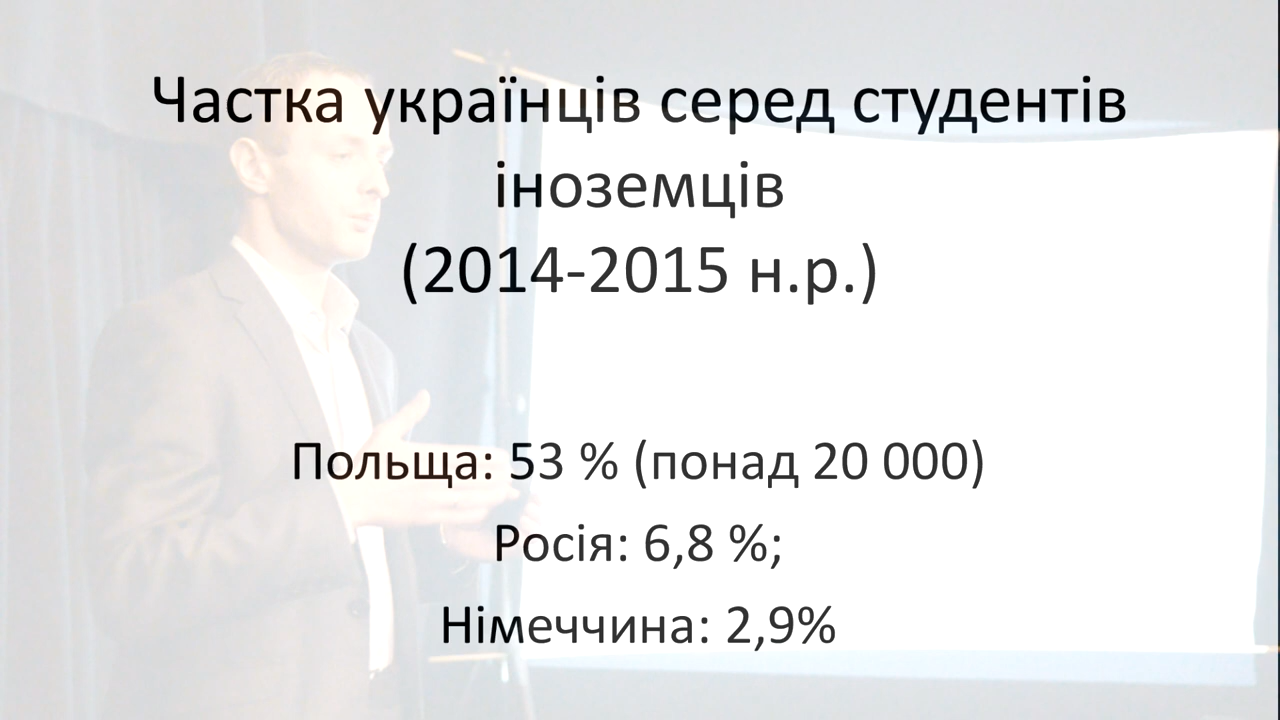 Частка українців серед студентів
іноземців
(2014-2015 н.р.)
Польща: 53 % (понад 20 000)
Росія: 6,8 %;
Німеччина: 2,9%